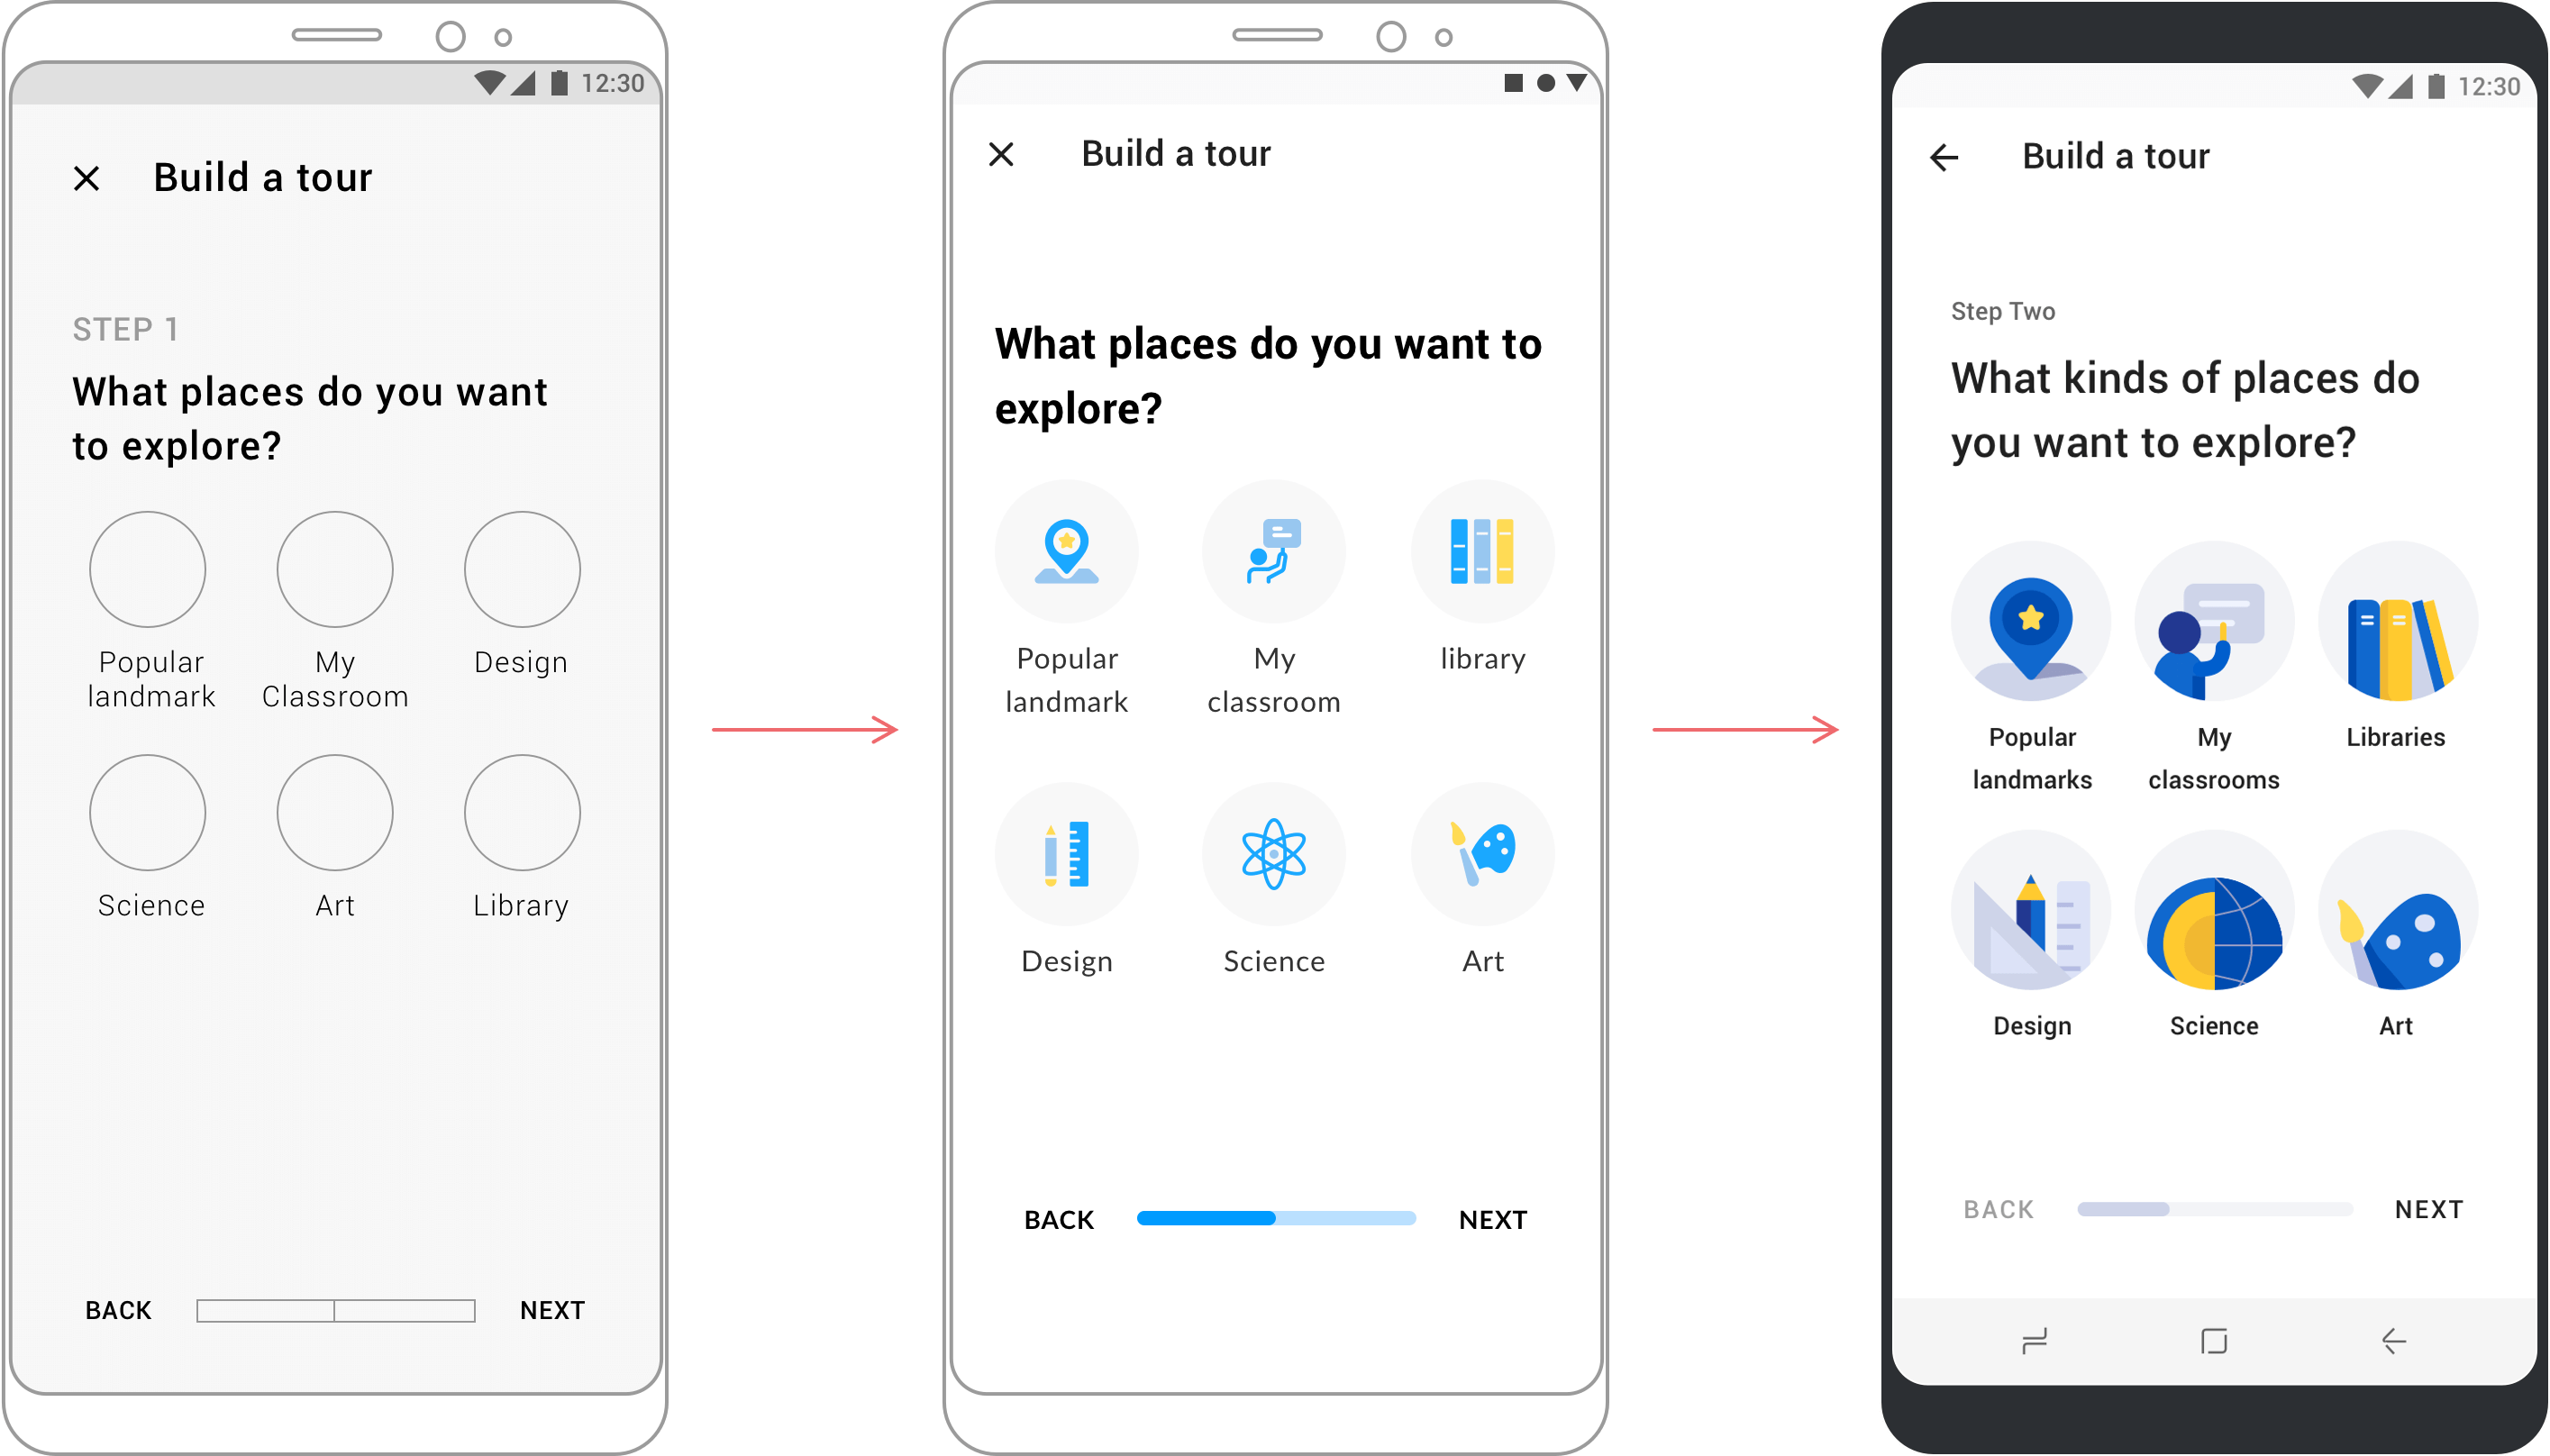 12:30
Build a tour
STEP 1
What places do you want
to explore?
Popular
landmark
My
Classroom
Design
Science
Art
Library
BACK
NEXT
Build a tour
What places do you want to
explore?
Popular
landmark
My
classroom
library
Design
Science
Art
BACK
NEXT
12:30
Build a tour
Step Two
What kinds of places do
you want to explore?
Popular
landmarks
My
classrooms
Libraries
Design
Science
Art
BACK
NEXT